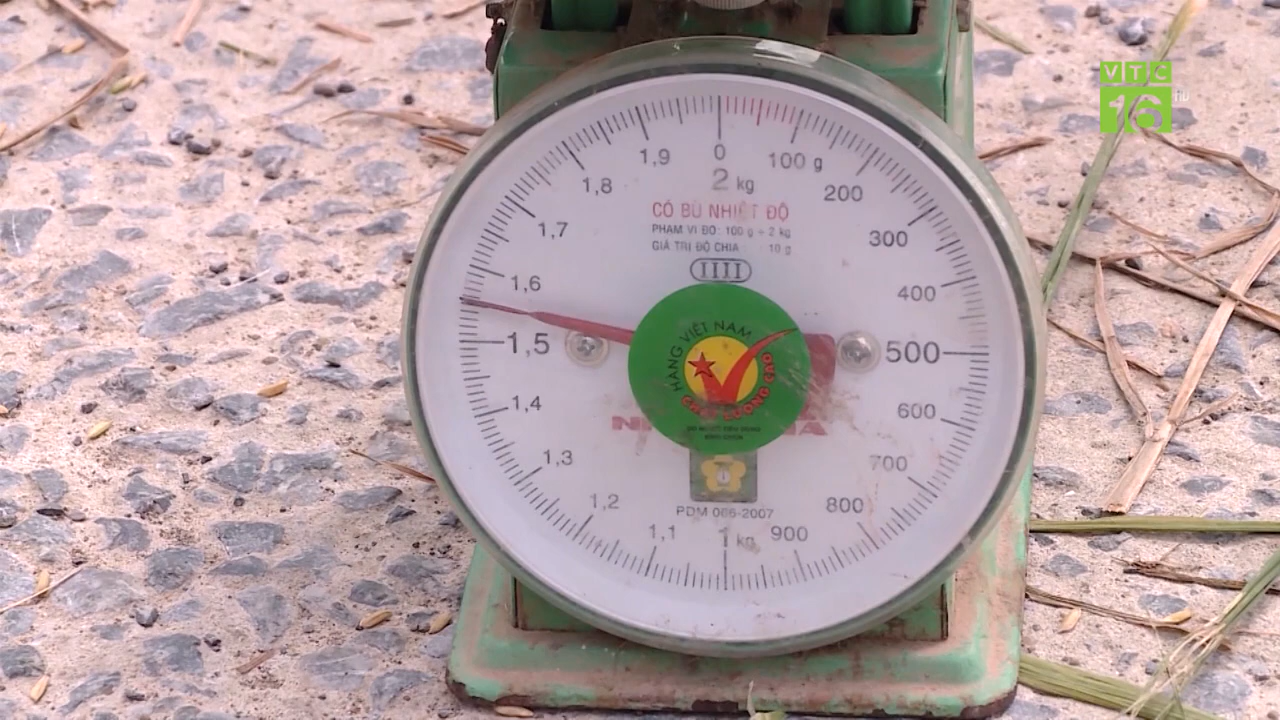 VTC
16
HD
0
100 g
200
300
400
500
600
700
800
900
1 kg
1,1
1,2
1,3
1,4
1,5
1,6
1,7
1,8
1,9
2 kg
CÓ BÙ NHIỆT ĐỘ
PHẠM VI ĐO: 100 g ÷ 2 kg
GIÁ TRỊ ĐỘ CHIA : 10 g
IIII
HÀNG VIỆT NAM
CHẤT LƯỢNG CAO
PDM 066-2007